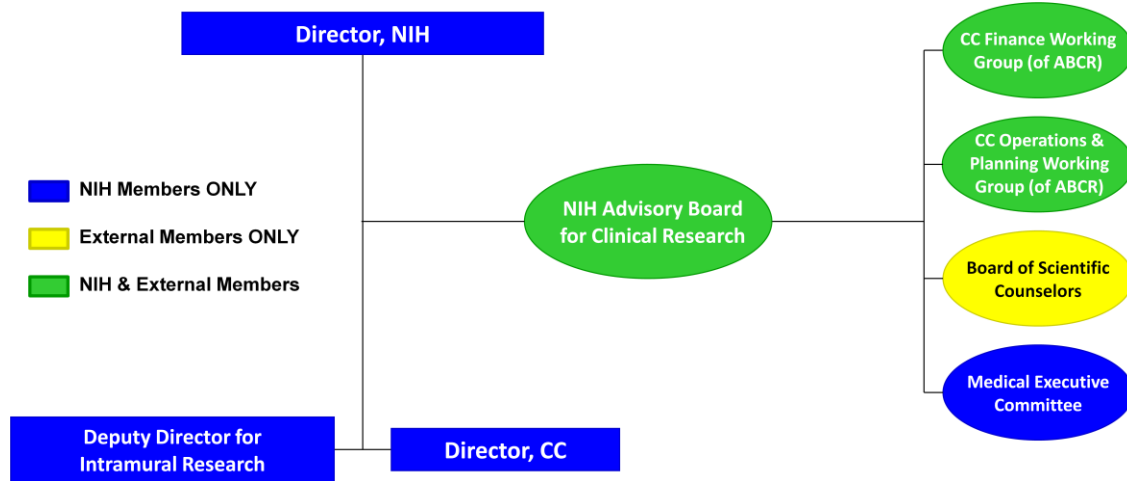 Director, NIH
CC Finance Working
Group (of ABCR)
CC Operations &
Planning Working
Group (of ABCR)
NIH Members ONLY
External Members ONLY
NIH & External Members
NIH Advisory Board
for Clinical Research
Board of Scientific
Counselors
Medical Executive
Committee
Deputy Director for
Intramural Research
Director, CC